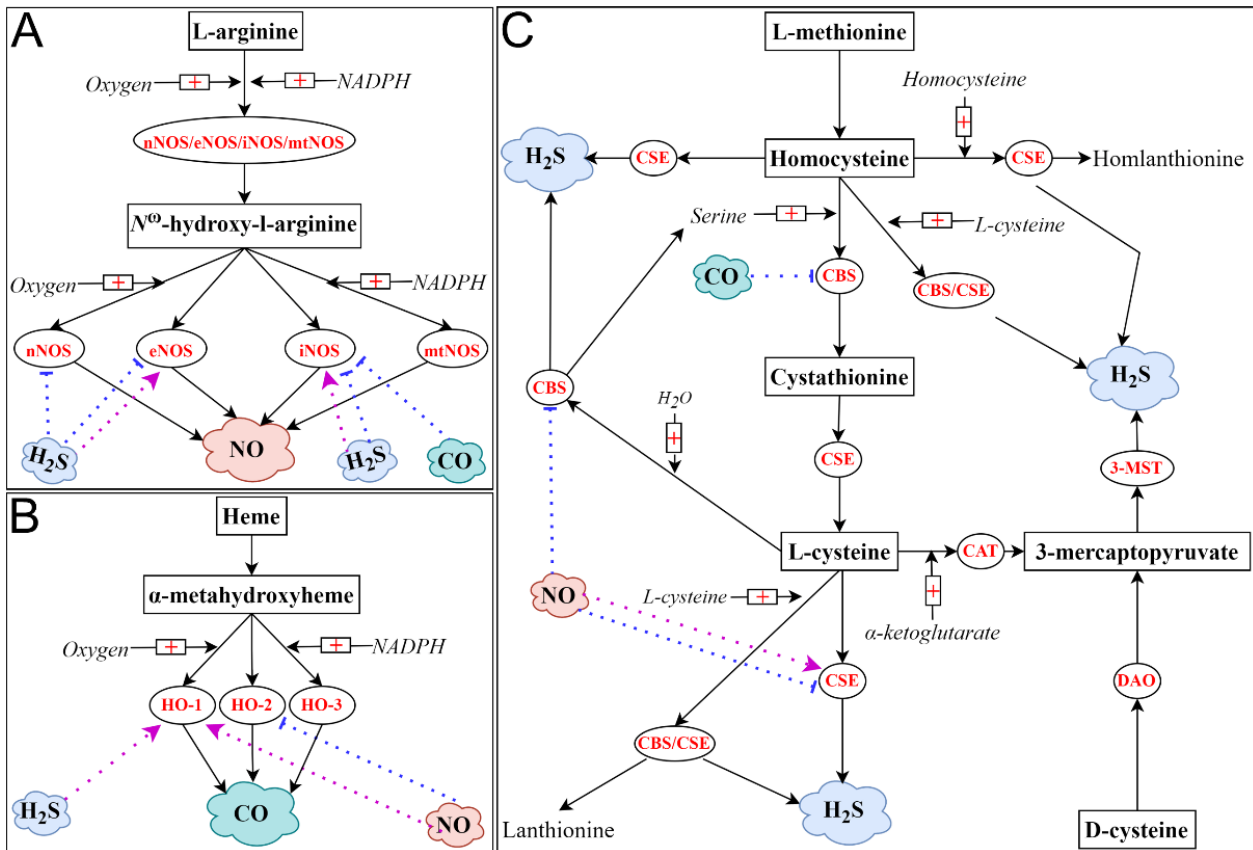 A
L-arginine
Oxygen + + NADPH
nNOS/eNOS/iNOS/mtNOS
Nω-hydroxy-l-arginine
Oxygen + + NADPH
nNOS eNOS iNOS mtNOS
H2S NO H2S CO
B
Heme
α-metahydroxyheme
Oxygen + + NADPH
HO-1 HO-2 HO-3
H2S CO NO
C
L-methionine
Homocysteine
+
H2S CSE Homocysteine CSE Homlanthionine
Serine + + L-cysteine
CO CBS CBS/CSE
CBS Cystathionine H2S
H2O
+
CSE 3-MST
L-cysteine CAT 3-mercaptopyruvate
NO L-cysteine + +
α-ketoglutarate
CSE DAO
CBS/CSE
Lanthionine H2S D-cysteine